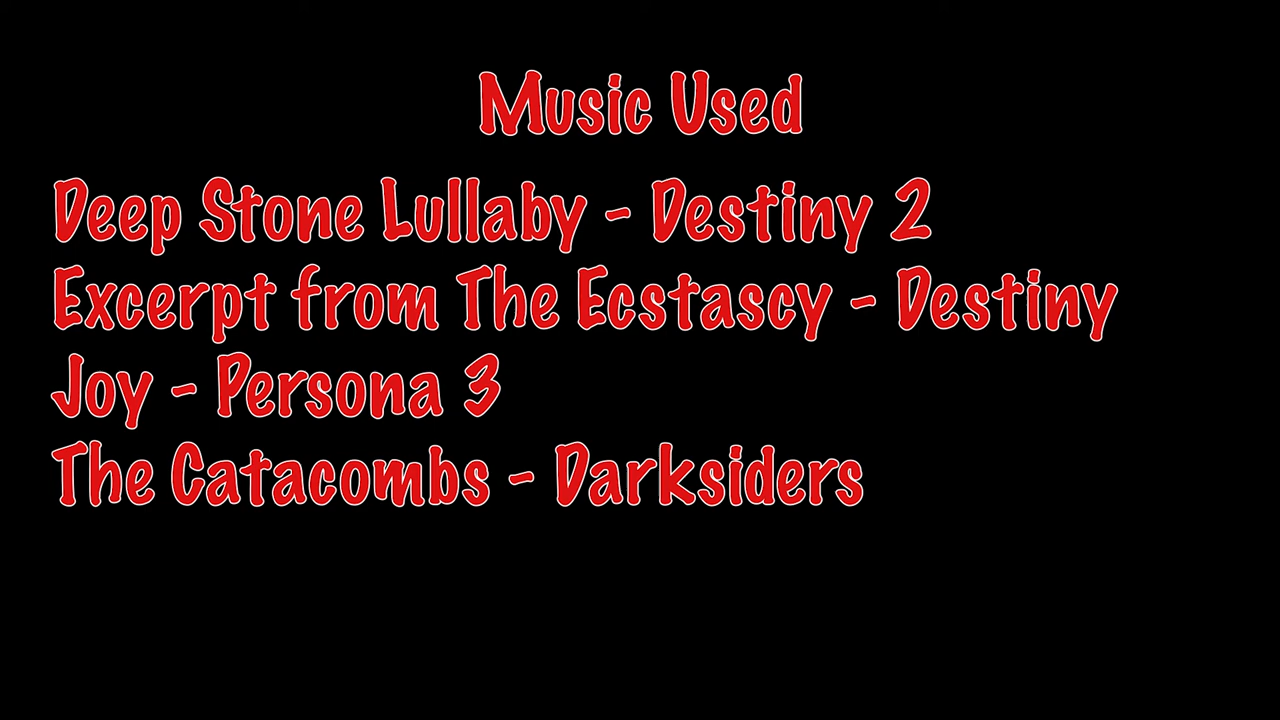 Music Used
Deep Stone Lullaby - Destiny 2
Excerpt from The Ecstascy - Destiny
Joy - Persona 3
The Catacombs - Darksiders